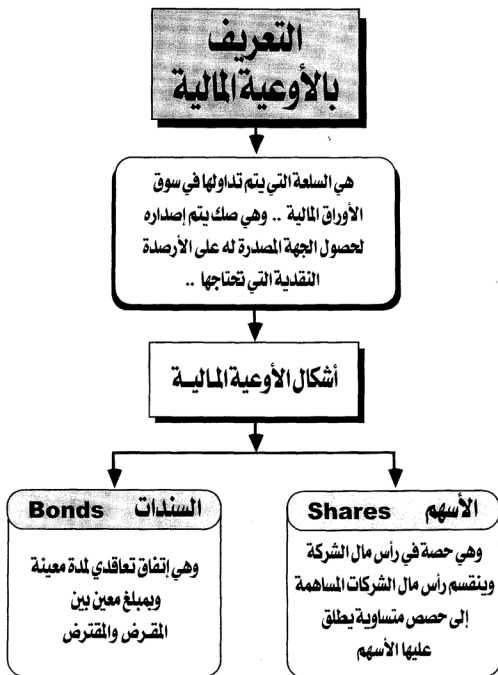 التعريف
بالأوعية المالية
هي السلعة التي يتم تداولها في سوق
الأوراق المالية .. وهي صك يتم إصداره
لحصول الجهة المصدرة له على الأرصدة
النقدية التي تحتاجها ..
أشكال الأوعية المالية
الأسهم Shares
وهي حصة في رأس مال الشركة
وينقسم رأس مال الشركات المساهمة
إلى حصص متساوية يطلق
عليها الأسهم
السندات Bonds
وهي إتفاق تعاقدي لمدة معينة
وبمبلغ معين بين
المقرض والمقترض